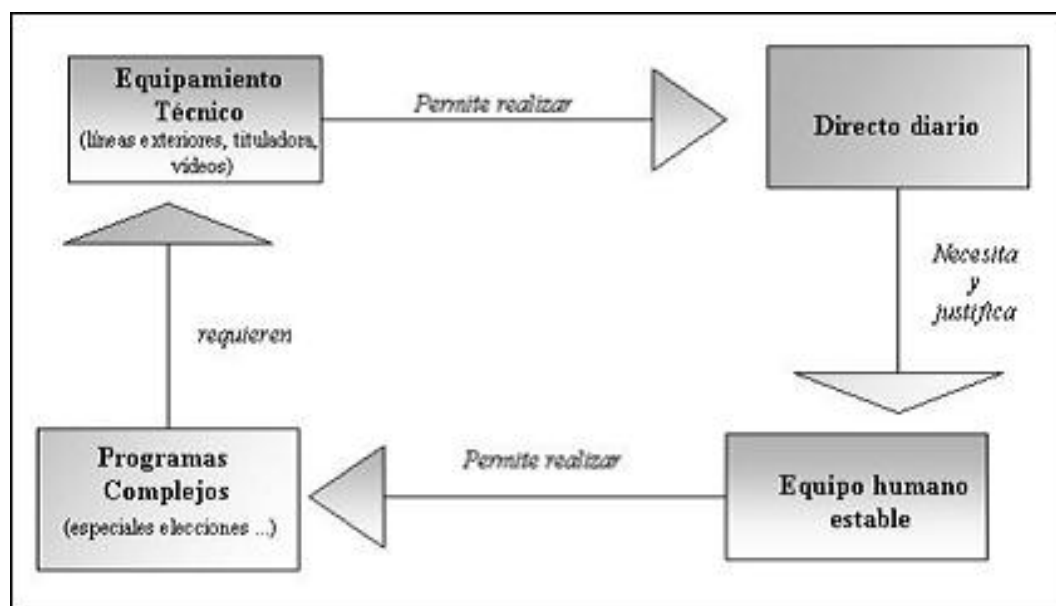 Equipamiento
Técnico
(líneas exteriores, tituladora,
vídeos)
Permite realizar
Directo diario
Necesita
y
justifica
Equipo humano
estable
Permite realizar
Programas
Complejos
(especiales elecciones ...)
requieren